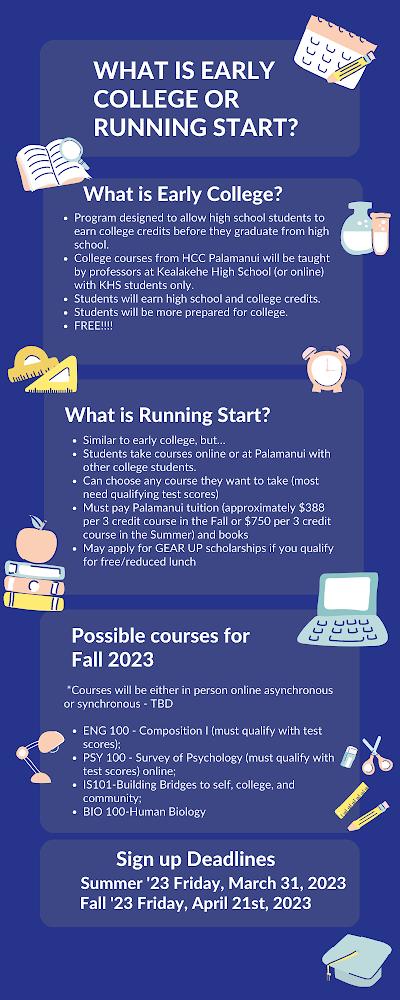 WHAT IS EARLY
COLLEGE OR
RUNNING START?
What is Early College?
• Program designed to allow high school students to
earn college credits before they graduate from high
school.
• College courses from HCC Palamanui will be taught
by professors at Kealakehe High School (or online)
with KHS students only.
• Students will earn high school and college credits.
• Students will be more prepared for college.
• FREE!!!!
What is Running Start?
• Similar to early college, but...
• Students take courses online or at Palamanui with
other college students.
• Can choose any course they want to take (most
need qualifying test scores)
• Must pay Palamanui tuition (approximately $388
per 3 credit course in the Fall or $750 per 3 credit
course in the Summer) and books
• May apply for GEAR UP scholarships if you qualify
for free/reduced lunch
Possible courses for
Fall 2023
*Courses will be either in person online asynchronous
or synchronous - TBD
• ENG 100 - Composition I (must qualify with test
scores);
• PSY 100 - Survey of Psychology (must qualify with
test scores) online;
• IS101-Building Bridges to self, college, and
community;
• BIO 100-Human Biology
Sign up Deadlines
Summer '23 Friday, March 31, 2023
Fall '23 Friday, April 21st, 2023